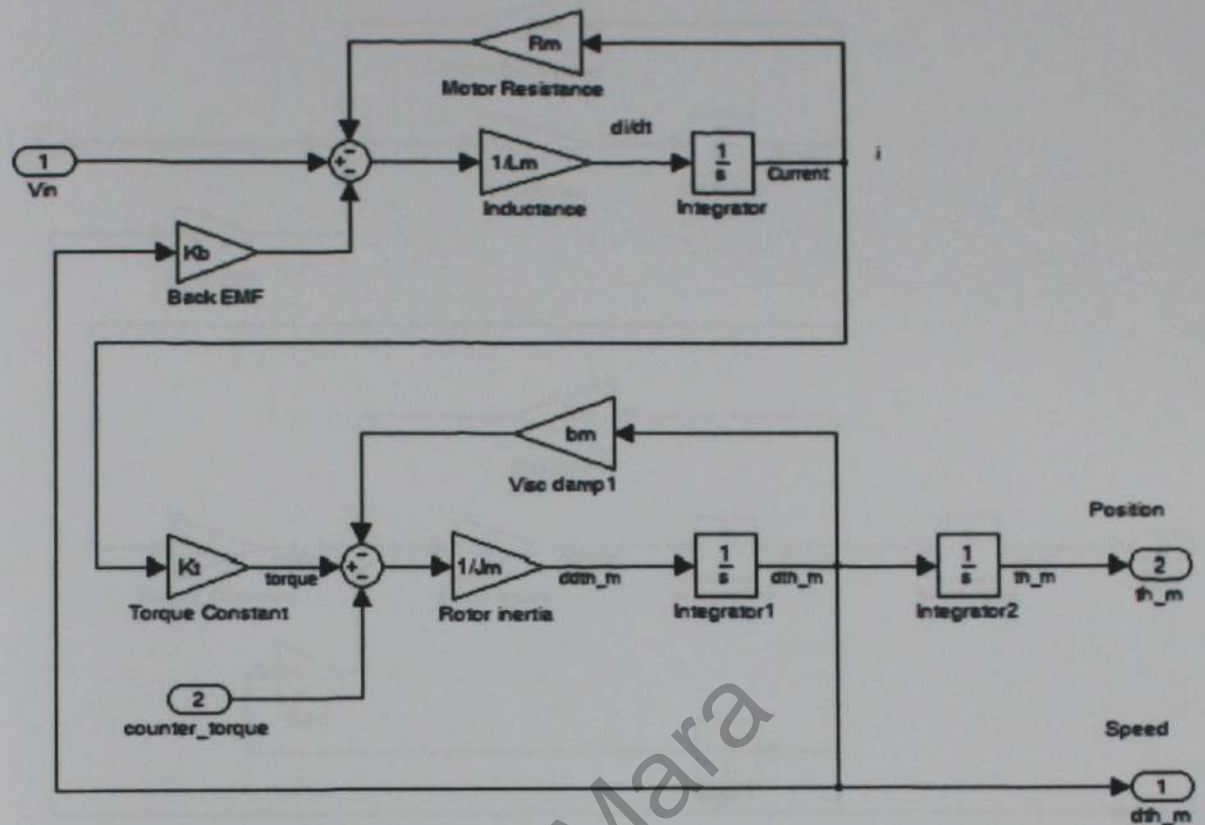 Rm
Motor Resistance
di/dt
1
Vin
+
-
-
1/Lm
Inductance
1
s
Integrator
Current
i
Kb
Back EMF
bm
Visc damp1
Position
Kt
Torque Constant
torque
+
-
-
1/Jm
Rotor inertia
ddth_m
1
s
Integrator1
dth_m
1
s
Integrator2
th_m
2
th_m
2
counter_torque
Speed
1
dth_m
Mara